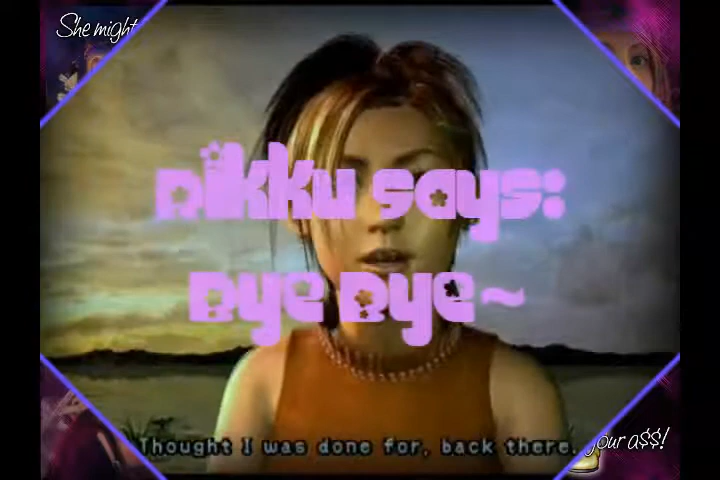 She might
Rikku says:
Bye Bye~
Thought I was done for, back there.
your a$$!